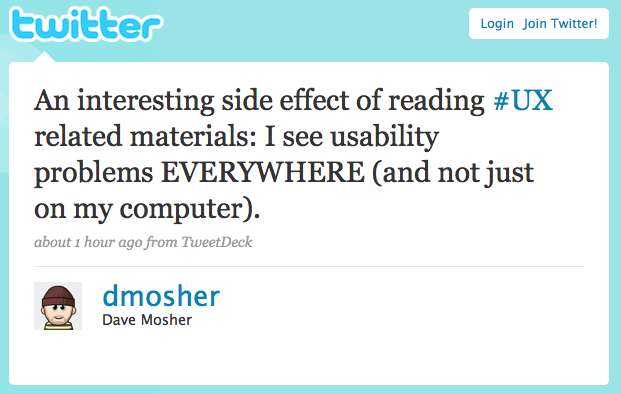 twitter
Login Join Twitter!
An interesting side effect of reading #UX
related materials: I see usability
problems EVERYWHERE (and not just
on my computer).
about 1 hour ago from TweetDeck
dmosher
Dave Mosher